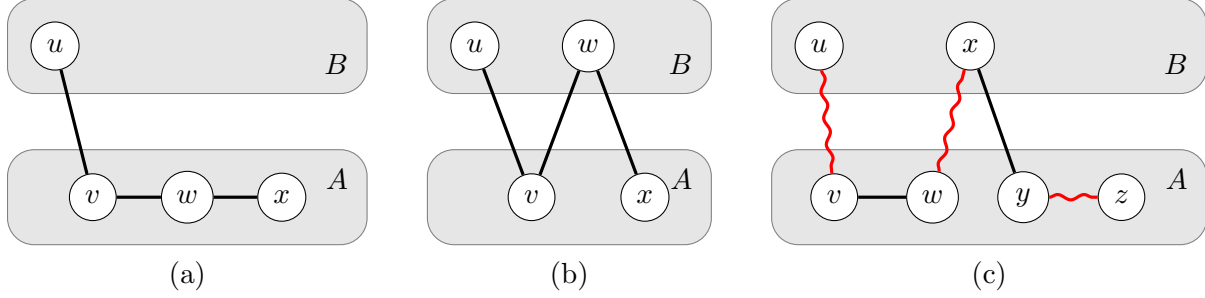 u
B
v w x A
(a)
u w B
v x A
(b)
u x B
v w y z A
(c)